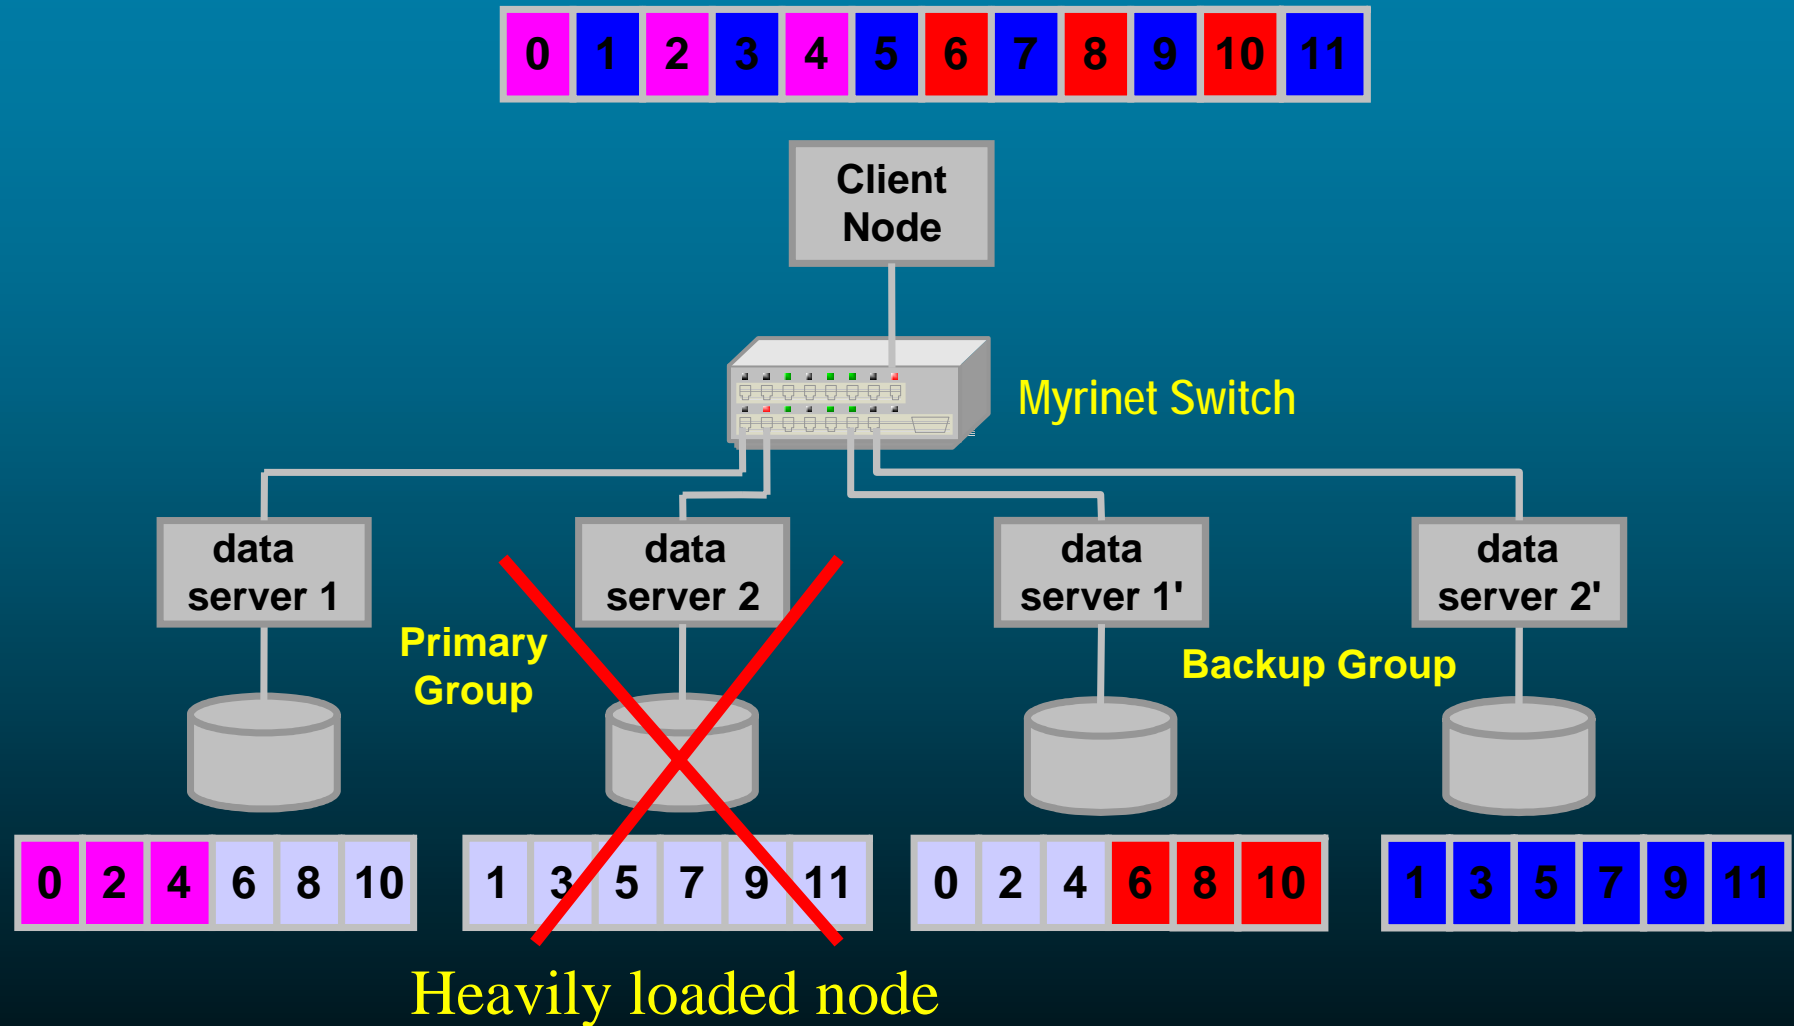 0 1 2 3 4 5 6 7 8 9 10 11
Client
Node
Myrinet Switch
data
server 1
data
server 2
data
server 1'
data
server 2'
Primary
Group
Backup Group
0 2 4 6 8 10
1 3 5 7 9 11
0 2 4 6 8 10
1 3 5 7 9 11
Heavily loaded node